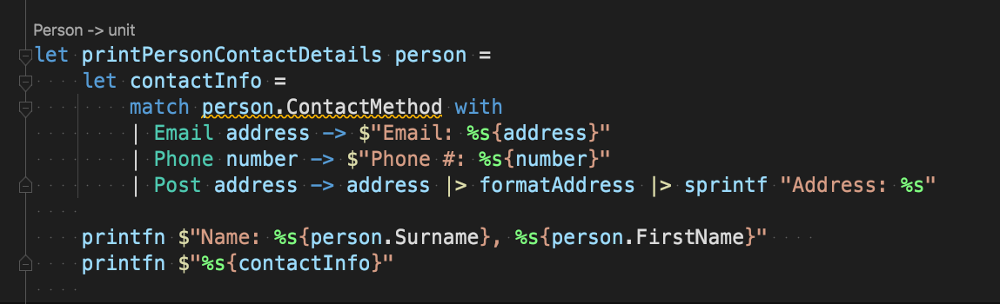 Person -> unit
let printPersonContactDetails person =
    let contactInfo =
        match person.ContactMethod with
        | Email address -> $"Email: %s{address}"
        | Phone number -> $"Phone #: %s{number}"
        | Post address -> address |> formatAddress |> sprintf "Address: %s"
    printfn $"Name: %s{person.Surname}, %s{person.FirstName}"
    printfn $"%s{contactInfo}"